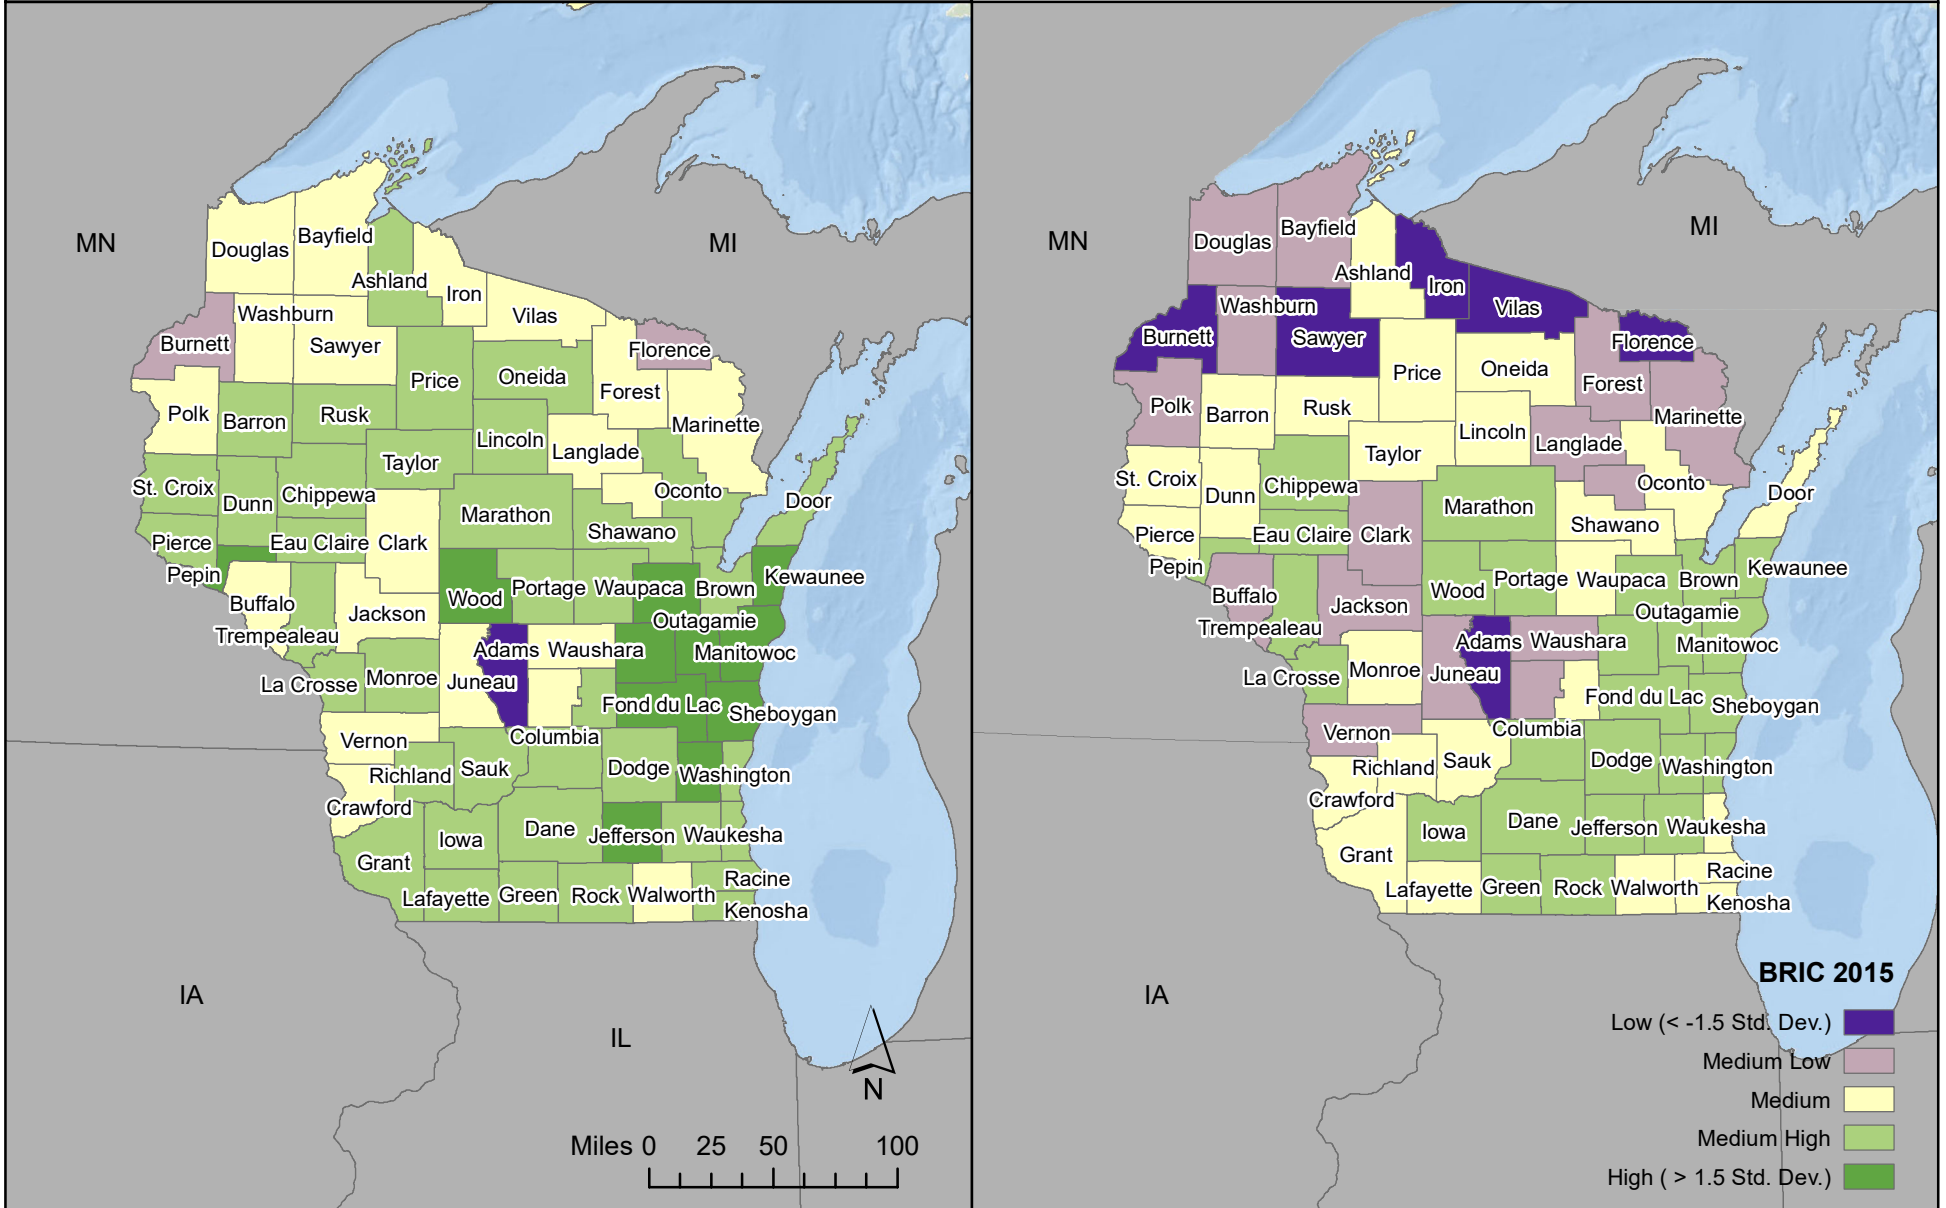 MN
MI
Douglas
Bayfield
Ashland
Iron
Vilas
Washburn
Burnett
Sawyer
Florence
Price
Oneida
Forest
Polk
Barron
Rusk
Lincoln
Marinette
Langlade
Taylor
St. Croix
Dunn
Chippewa
Oconto
Door
Marathon
Shawano
Pierce
Eau Claire
Clark
Pepin
Kewaunee
Wood
Portage
Waupaca
Brown
Buffalo
Jackson
Outagamie
Trempealeau
Adams
Waushara
Manitowoc
La Crosse
Monroe
Juneau
Fond du Lac
Sheboygan
Vernon
Columbia
Richland
Sauk
Dodge
Washington
Crawford
Iowa
Dane
Jefferson
Waukesha
Grant
Lafayette
Green
Rock
Walworth
Racine
Kenosha
IA
IL
N
Miles 0 25 50 100
MN
MI
Douglas
Bayfield
Ashland
Iron
Vilas
Washburn
Burnett
Sawyer
Florence
Price
Oneida
Forest
Polk
Barron
Rusk
Lincoln
Marinette
Langlade
Taylor
St. Croix
Dunn
Chippewa
Oconto
Door
Marathon
Shawano
Pierce
Eau Claire
Clark
Pepin
Kewaunee
Wood
Portage
Waupaca
Brown
Buffalo
Jackson
Outagamie
Trempealeau
Adams
Waushara
Manitowoc
La Crosse
Monroe
Juneau
Fond du Lac
Sheboygan
Vernon
Columbia
Richland
Sauk
Dodge
Washington
Crawford
Iowa
Dane
Jefferson
Waukesha
Grant
Lafayette
Green
Rock
Walworth
Racine
Kenosha
IA
BRIC 2015
Low (< -1.5 Std. Dev.)
Medium Low
Medium
Medium High
High ( > 1.5 Std. Dev.)